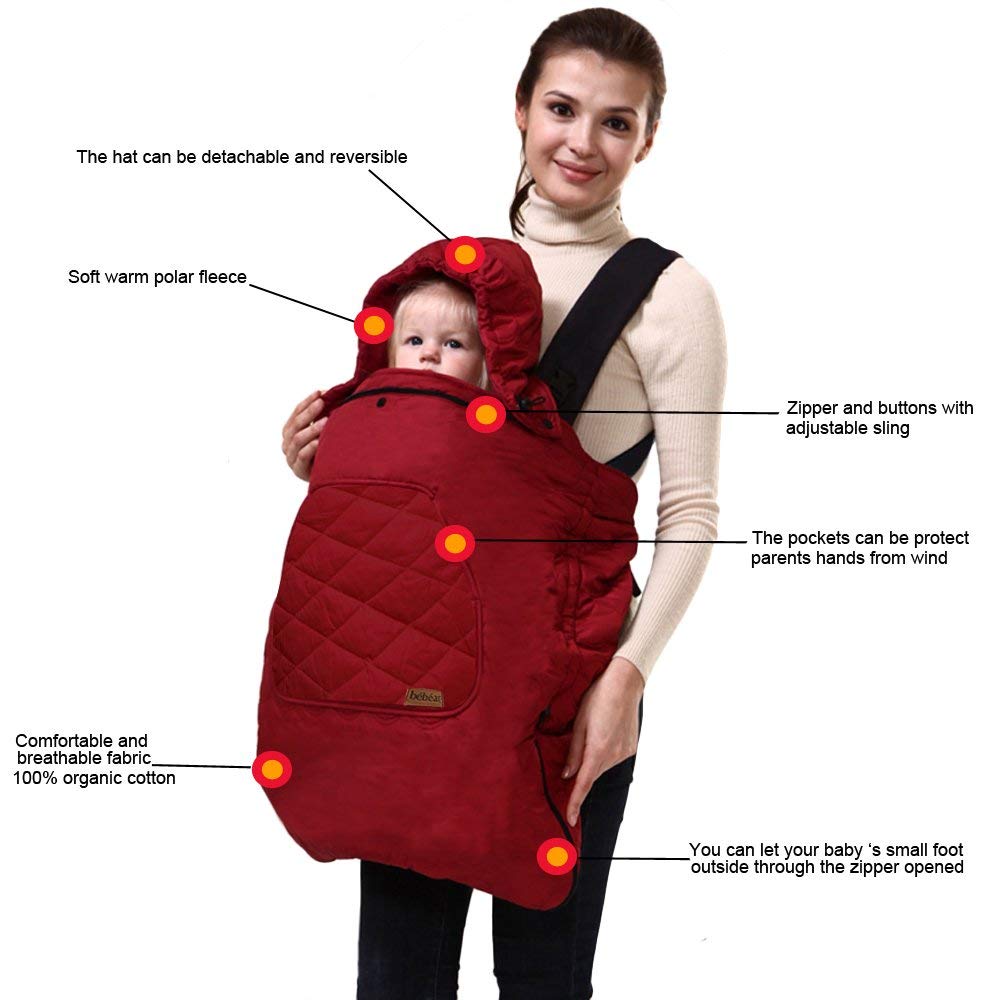 The hat can be detachable and reversible
Soft warm polar fleece
Zipper and buttons with
adjustable sling
The pockets can be protect
parents hands from wind
bébéar
Comfortable and
breathable fabric
100% organic cotton
You can let your baby ‘s small foot
outside through the zipper opened